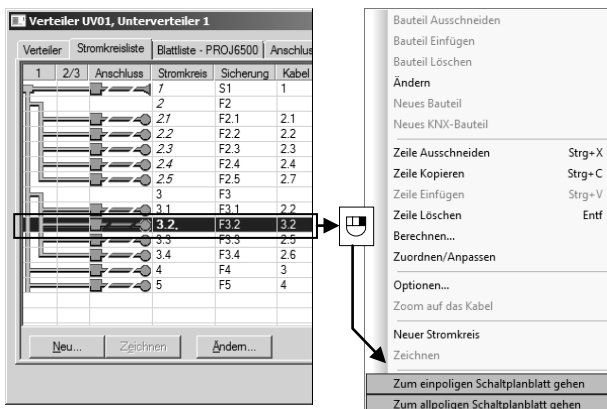 Verteiler UV01, Unterverteiler 1
Verteiler Stromkreisliste Blattliste - PROJ6500 Anschlus
1 2/3 Anschluss Stromkreis Sicherung Kabel
1 S1 1
2 F2
2.1 F2.1 2.1
2.2 F2.2 2.2
2.3 F2.3 2.3
2.4 F2.4 2.4
2.5 F2.5 2.7
3 F3
3.1 F3.1 2.2
3.2. F3.2 3.2
3.3 F3.3 2.5
3.4 F3.4 2.6
4 F4 3
5 F5 4
Neu... Zeichnen Ändern...
Bauteil Ausschneiden
Bauteil Einfügen
Bauteil Löschen
Ändern
Neues Bauteil
Neues KNX-Bauteil
Zeile Ausschneiden Strg+X
Zeile Kopieren Strg+C
Zeile Einfügen Strg+V
Zeile Löschen Entf
Berechnen...
Zuordnen/Anpassen
Optionen...
Zoom auf das Kabel
Neuer Stromkreis
Zeichnen
Zum einpoligen Schaltplanblatt gehen
Zum allpoligen Schaltplanblatt gehen